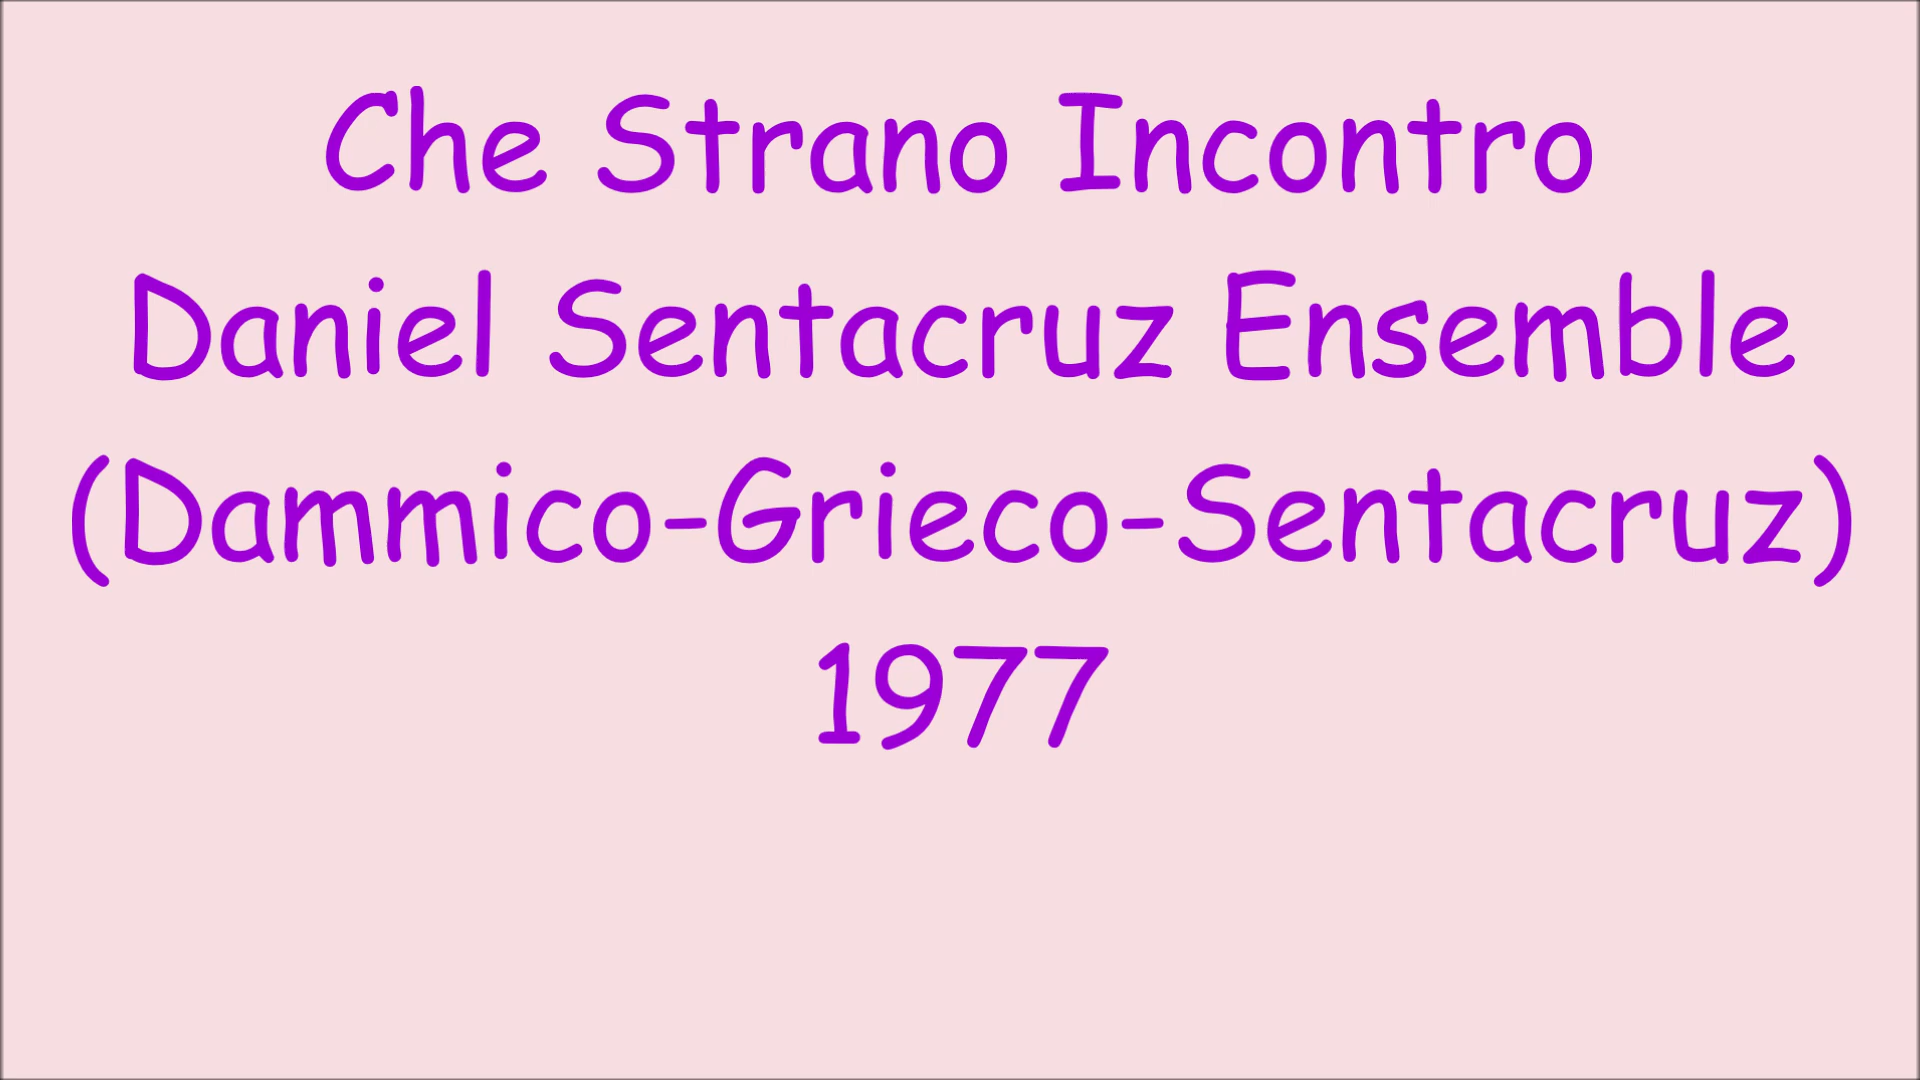 Che Strano Incontro
Daniel Sentacruz Ensemble
(Dammico-Grieco-Sentacruz)
1977